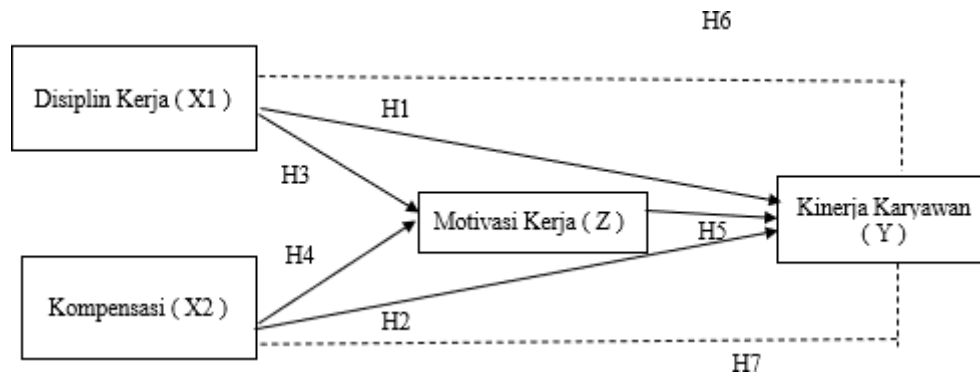 H6
Disiplin Kerja ( X1 )
H1
H3
Motivasi Kerja ( Z )
Kinerja Karyawan
( Y )
H5
H4
Kompensasi ( X2 )
H2
H7